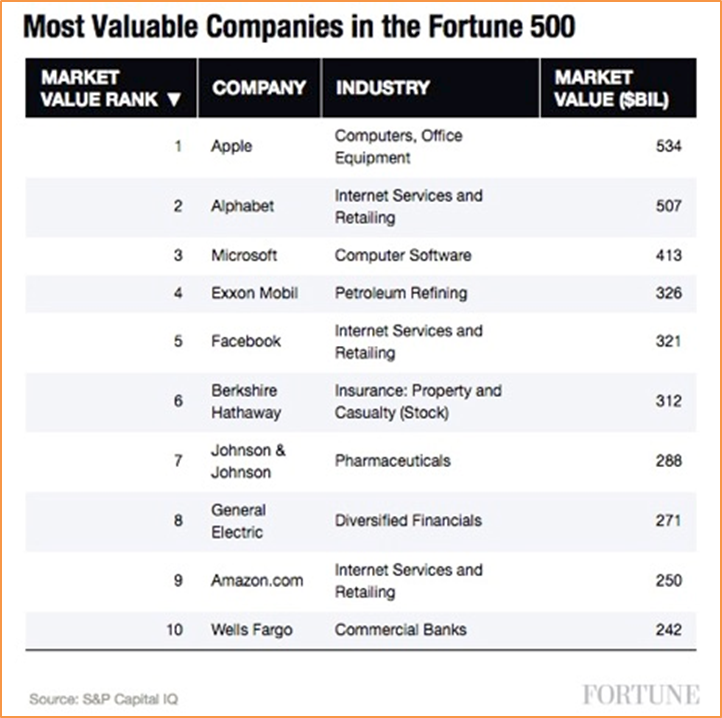 Most Valuable Companies in the Fortune 500
MARKET
VALUE RANK ▼
COMPANY
INDUSTRY
MARKET
VALUE ($BIL)
1 Apple Computers, Office
Equipment 534
2 Alphabet Internet Services and
Retailing 507
3 Microsoft Computer Software 413
4 Exxon Mobil Petroleum Refining 326
5 Facebook Internet Services and
Retailing 321
6 Berkshire
Hathaway Insurance: Property and
Casualty (Stock) 312
7 Johnson &
Johnson Pharmaceuticals 288
8 General
Electric Diversified Financials 271
9 Amazon.com Internet Services and
Retailing 250
10 Wells Fargo Commercial Banks 242
Source: S&P Capital IQ
FORTUNE